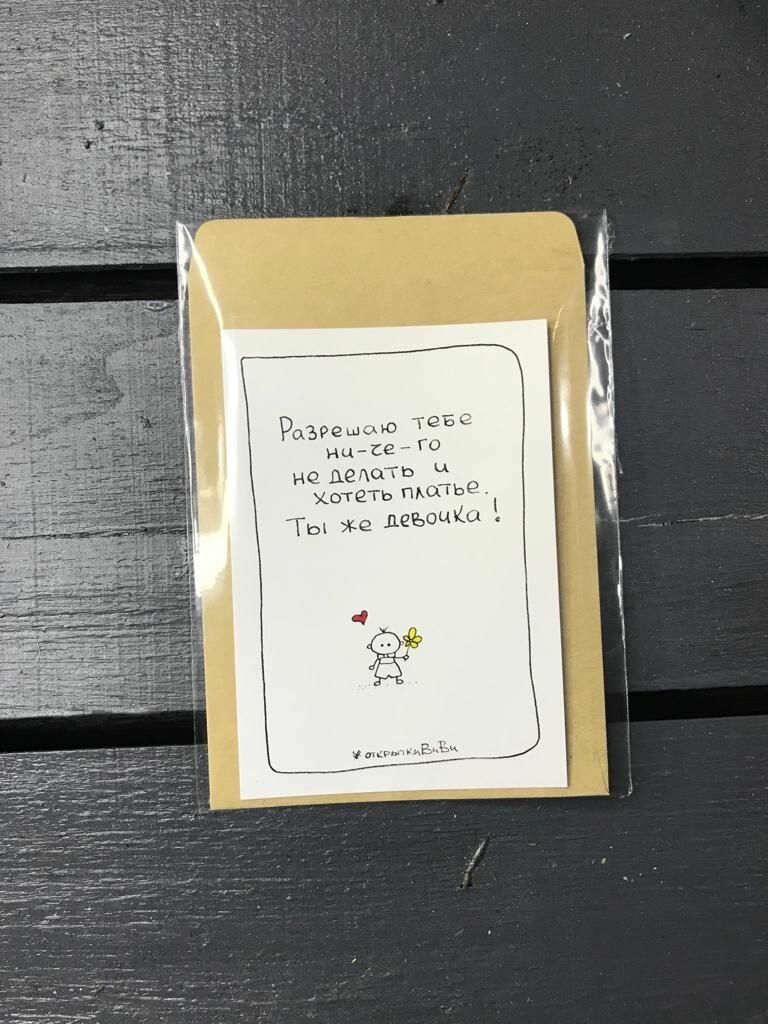 Разрешаю тебе
ни-че-го
не делать и
хотеть платье.
Ты же девочка!
#открыткиВиВи